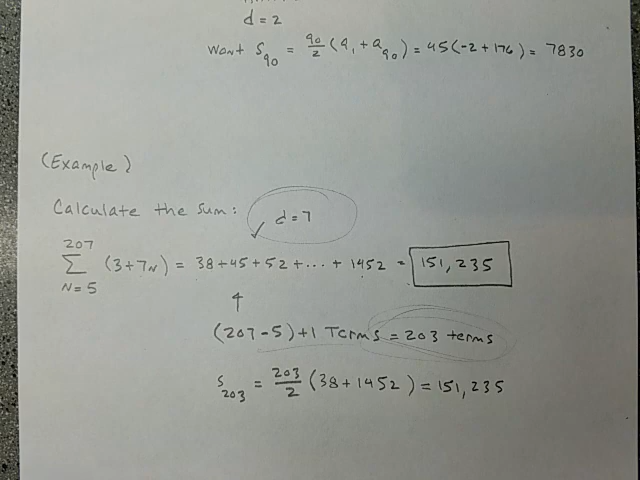 d = 2
Want S₉₀ = 90/2 (a₁ + a₉₀) = 45(-2 + 176) = 7830
(Example)
Calculate the sum: d = 7
207
Σ (3+7N) = 38+45+52+...+1452 = 151,235
N=5
(207-5)+1 Terms = 203 terms
S₂₀₃ = 203/2 (38+1452) = 151,235